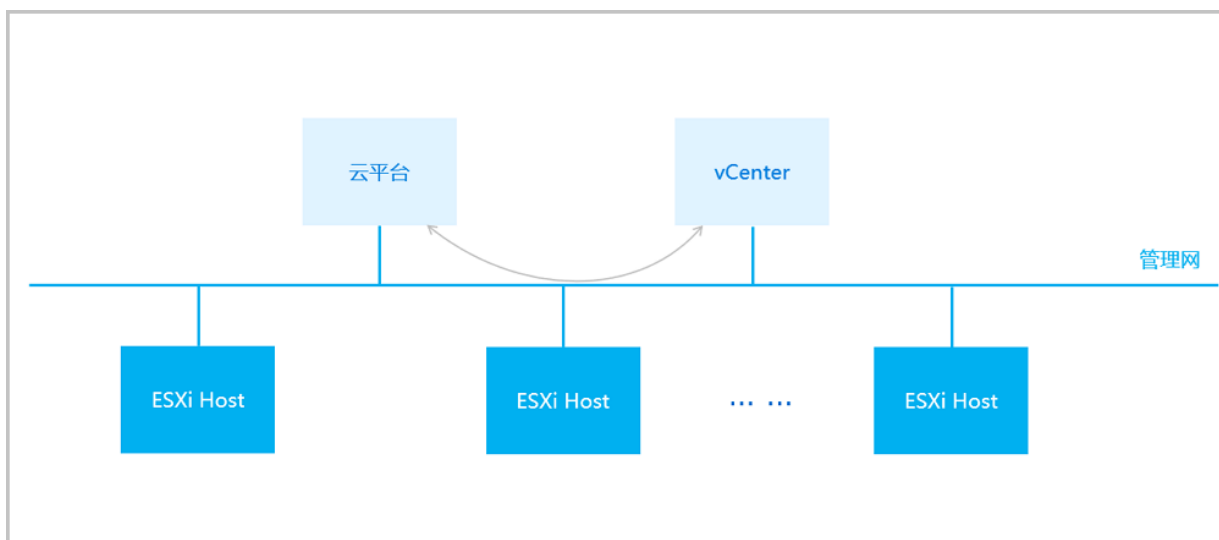 云平台
vCenter
管理网
ESXi Host
ESXi Host
... ...
ESXi Host